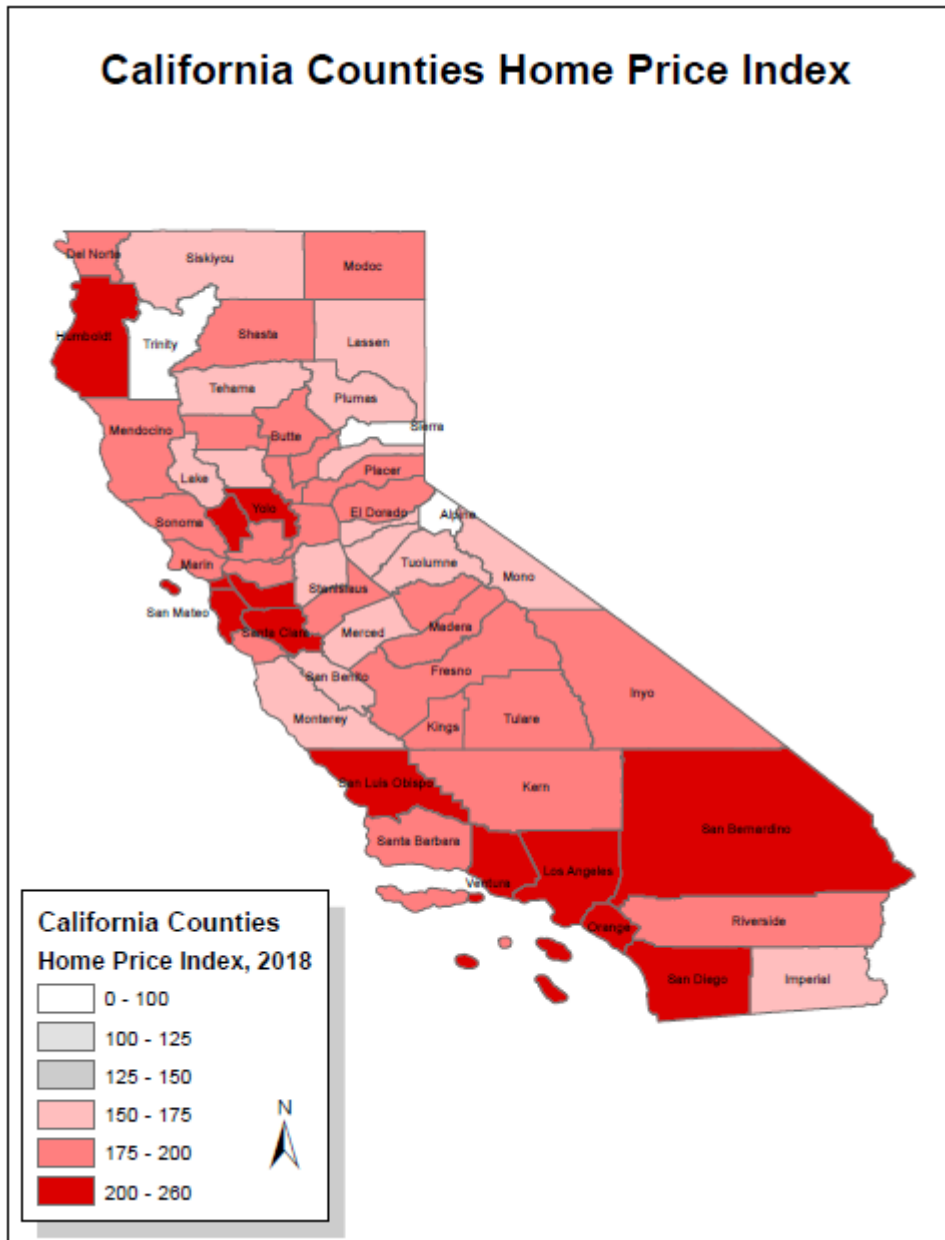 California Counties Home Price Index
Del Norte
Siskiyou
Modoc
Humboldt
Trinity
Shasta
Lassen
Tehama
Plumas
Mendocino
Butte
Sierra
Lake
Placer
Sonoma
Yolo
El Dorado
Alpine
Marin
Tuolumne
Mono
Stanislaus
San Mateo
Santa Clara
Merced
Madera
San Benito
Fresno
Inyo
Monterey
Kings
Tulare
San Luis Obispo
Kern
San Bernardino
Santa Barbara
Ventura
Los Angeles
Orange
Riverside
San Diego
Imperial
California Counties
Home Price Index, 2018
0 - 100
100 - 125
125 - 150
150 - 175
175 - 200
200 - 260
N